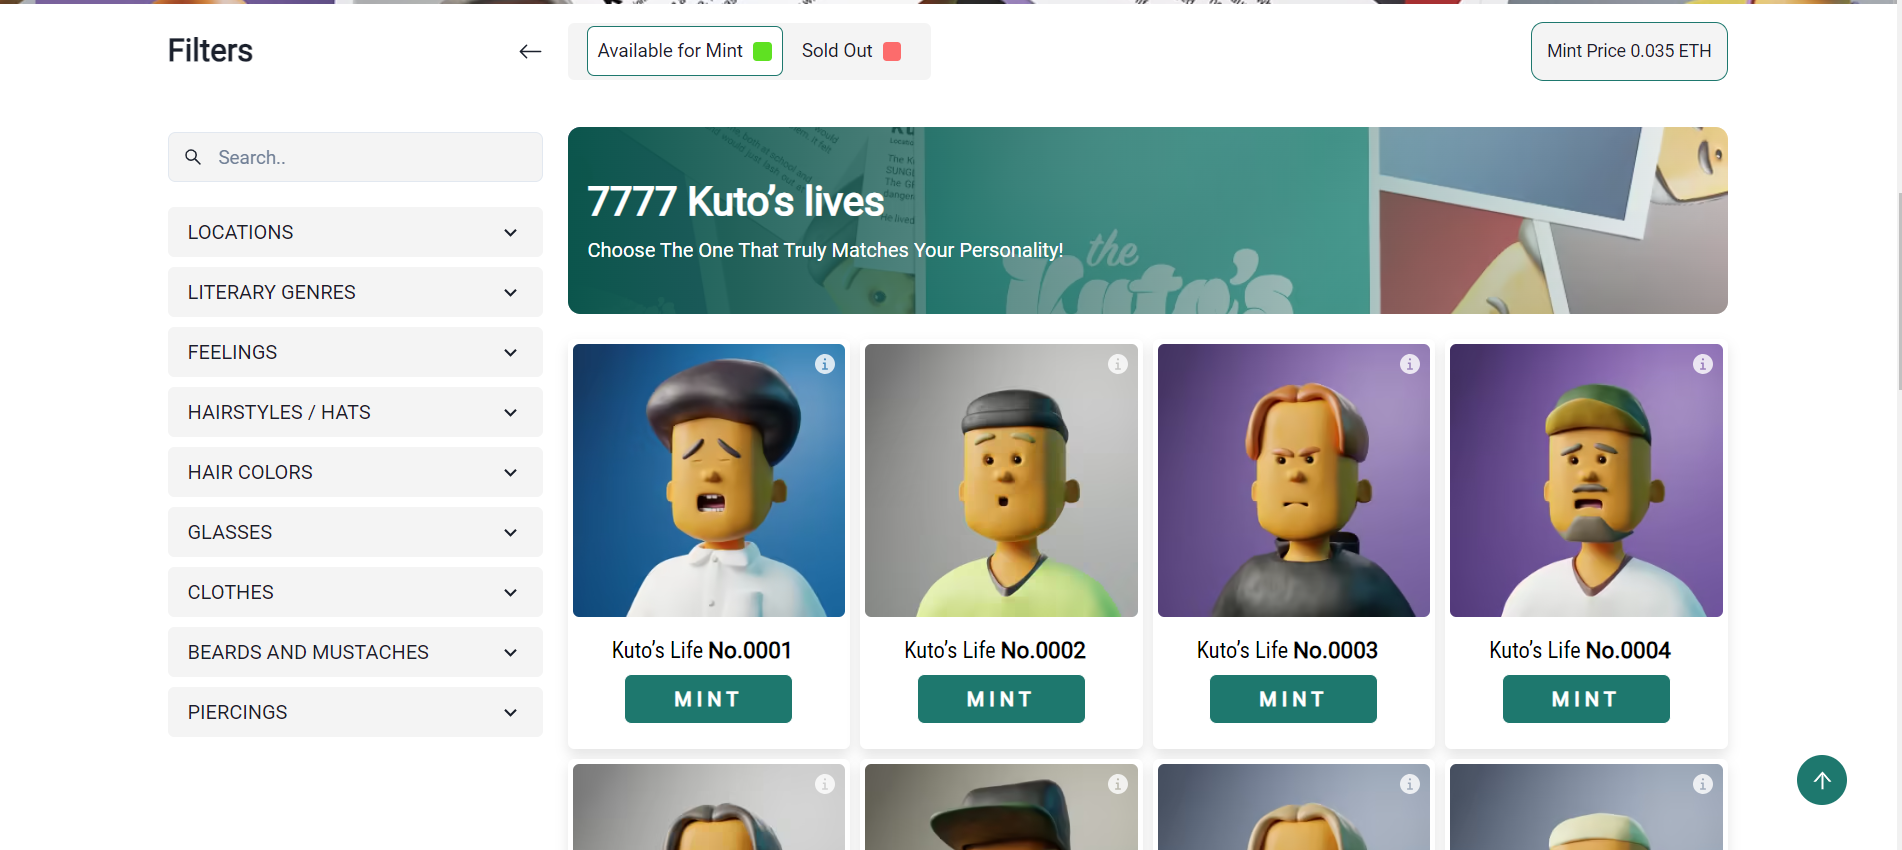 Filters
Available for Mint
Sold Out
Mint Price 0.035 ETH
Search..
LOCATIONS
LITERARY GENRES
FEELINGS
HAIRSTYLES / HATS
HAIR COLORS
GLASSES
CLOTHES
BEARDS AND MUSTACHES
PIERCINGS
7777 Kuto’s lives
Choose The One That Truly Matches Your Personality!
the
Kuto's
Kuto’s Life No.0001
MINT
Kuto’s Life No.0002
MINT
Kuto’s Life No.0003
MINT
Kuto’s Life No.0004
MINT